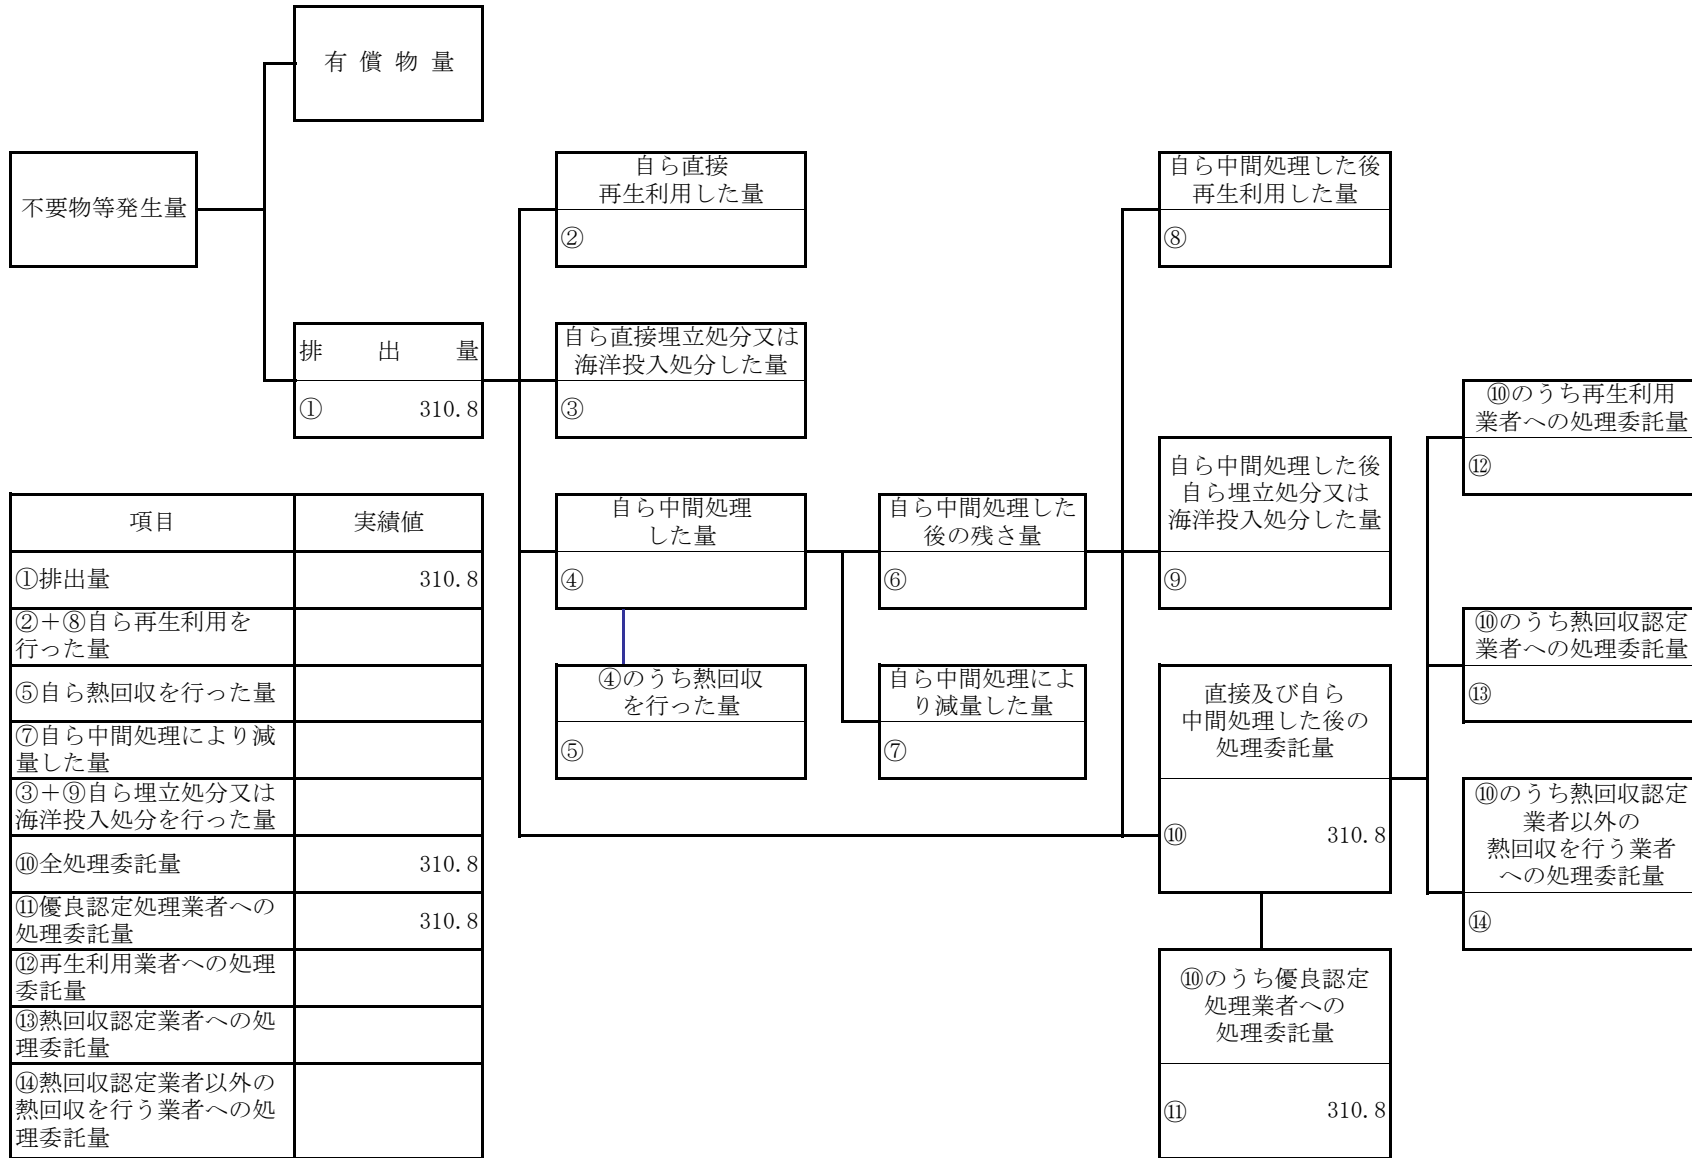 有償物量
不要物等発生量
排出量
① 310.8
自ら直接
再生利用した量
②
自ら直接埋立処分又は
海洋投入処分した量
③
自ら中間処理
した量
④
④のうち熱回収
を行った量
⑤
自ら中間処理した
後の残さ量
⑥
自ら中間処理によ
り減量した量
⑦
自ら中間処理した後
再生利用した量
⑧
自ら中間処理した後
自ら埋立処分又は
海洋投入処分した量
⑨
直接及び自ら
中間処理した後の
処理委託量
⑩ 310.8
⑩のうち優良認定
処理業者への
処理委託量
⑪ 310.8
⑩のうち再生利用
業者への処理委託量
⑫
⑩のうち熱回収認定
業者への処理委託量
⑬
⑩のうち熱回収認定
業者以外の
熱回収を行う業者
への処理委託量
⑭
項目 実績値
①排出量 310.8
②+⑧自ら再生利用を
行った量
⑤自ら熱回収を行った量
⑦自ら中間処理により減
量した量
③+⑨自ら埋立処分又は
海洋投入処分を行った量
⑩全処理委託量 310.8
⑪優良認定処理業者への
処理委託量 310.8
⑫再生利用業者への処理
委託量
⑬熱回収認定業者への処
理委託量
⑭熱回収認定業者以外の
熱回収を行う業者への処
理委託量